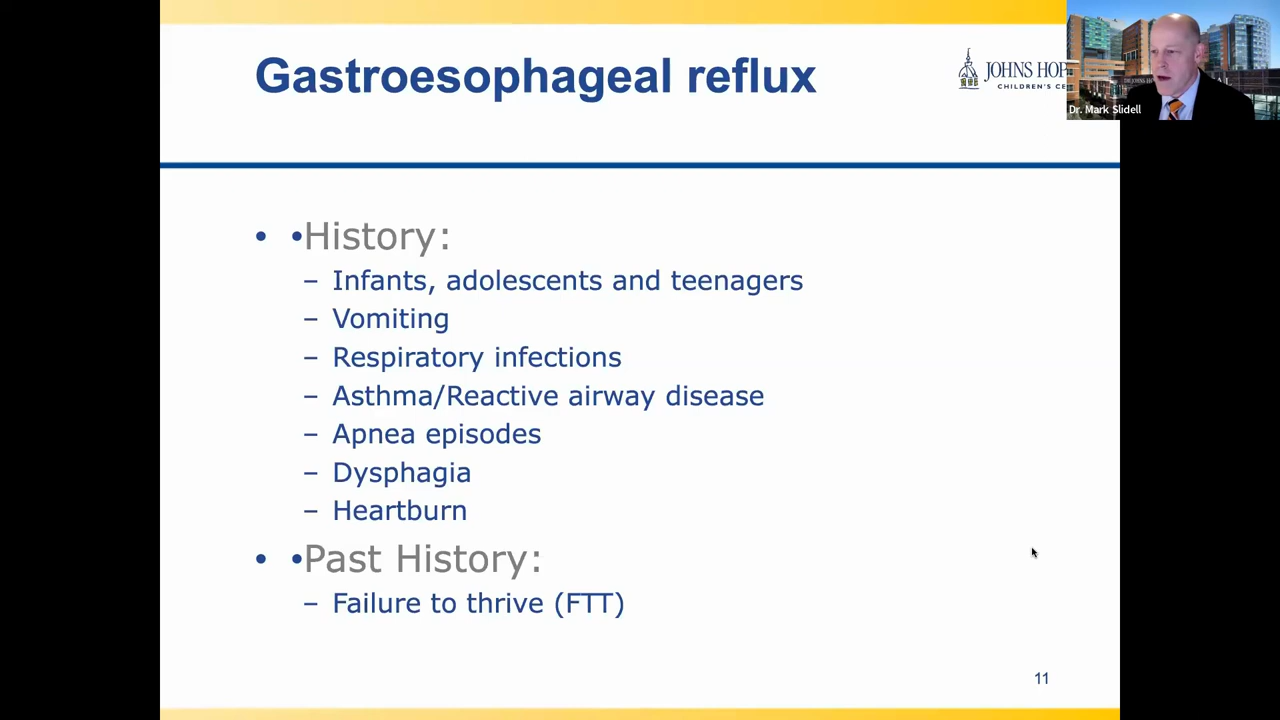 Gastroesophageal reflux
JOHNS HOP
CHILDREN'S CE
Dr. Mark Slidell
• •History:
– Infants, adolescents and teenagers
– Vomiting
– Respiratory infections
– Asthma/Reactive airway disease
– Apnea episodes
– Dysphagia
– Heartburn
• •Past History:
– Failure to thrive (FTT)
11